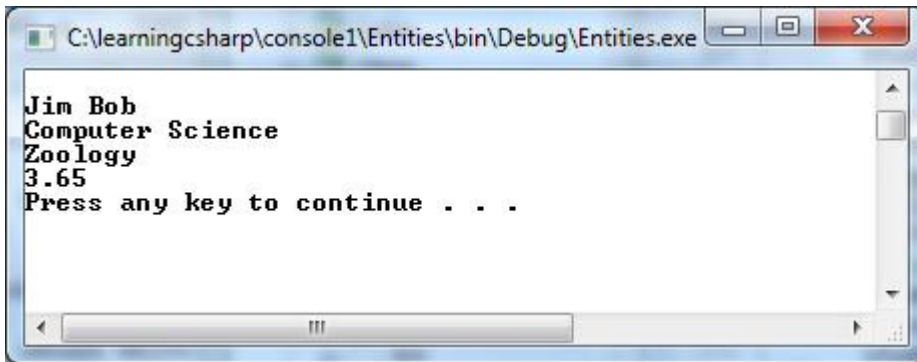 C:\learningcsharp\console1\Entities\bin\Debug\Entities.exe
Jim Bob
Computer Science
Zoology
3.65
Press any key to continue . . .